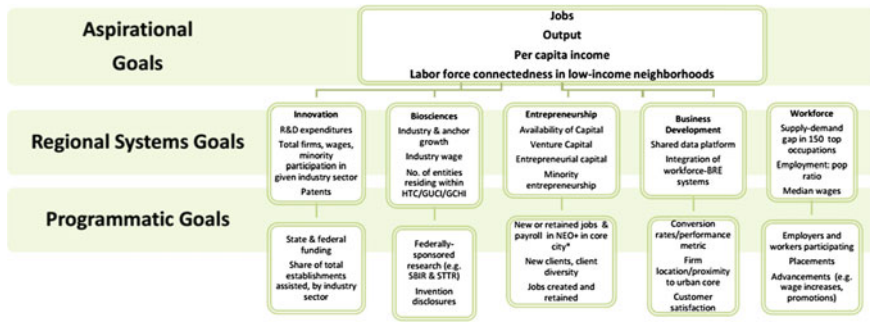 Aspirational
Goals
Jobs
Output
Per capita income
Labor force connectedness in low-income neighborhoods
Regional Systems Goals
Innovation
R&D expenditures
Total firms, wages,
minority
participation in
given industry sector
Patents
Biosciences
Industry & anchor
growth
Industry wage
No. of entities
residing within
HTC/GUCI/GCHI
Entrepreneurship
Availability of Capital
Venture Capital
Entrepreneurial capital
Minority
entrepreneurship
Business
Development
Shared data platform
Integration of
workforce-BRE
systems
Workforce
Supply-demand
gap in 150 top
occupations
Employment; pop
ratio
Median wages
Programmatic Goals
State & federal
funding
Share of total
establishments
assisted, by industry
sector
Federally-
sponsored
research (e.g.
SBIR & STTR)
Invention
disclosures
New or retained jobs &
payroll in NEO+ in core
city*
New clients, client
diversity
Jobs created and
retained
Conversion
rates/performance
metric
Firm
location/proximity
to urban core
Customer
satisfaction
Employers and
workers participating
Placements
Advancements (e.g.
wage increases,
promotions)